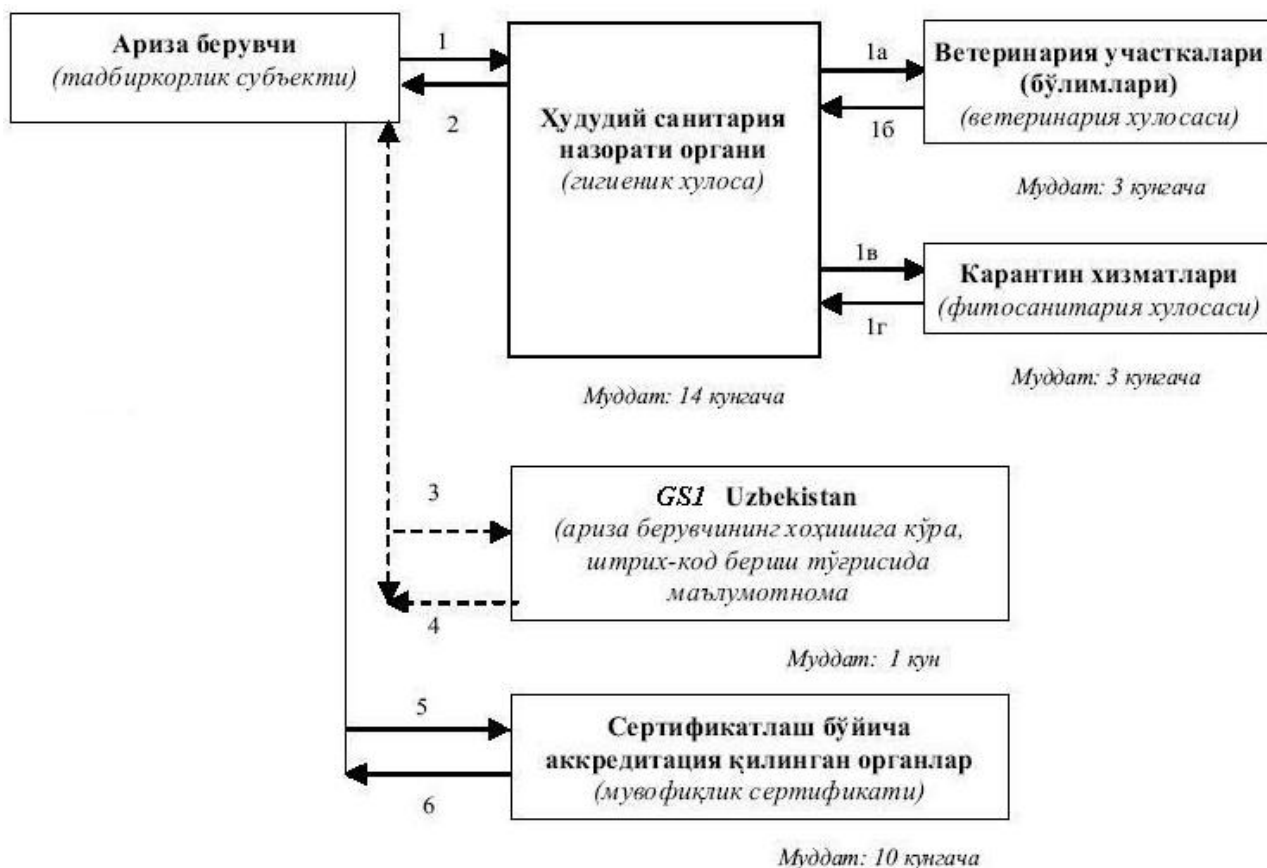 Ариза берувчи
(тадбиркорлик субъекти)
1
2
Ҳудудий санитария
назорати органи
(гигиеник хулоса)
Муддат: 14 кунгача
1а
1б
Ветеринария участкалари
(бўлимлари)
(ветеринария хулосаси)
Муддат: 3 кунгача
1в
1г
Карантин хизматлари
(фитосанитария хулосаси)
Муддат: 3 кунгача
3
4
GS1 Uzbekistan
(ариза берувчининг хоҳишига кўра,
штрих-код бериш тўғрисида
маълумотнома
Муддат: 1 кун
5
6
Сертификатлаш бўйича
аккредитация қилинган органлар
(мувофиқлик сертификати)
Муддат: 10 кунгача